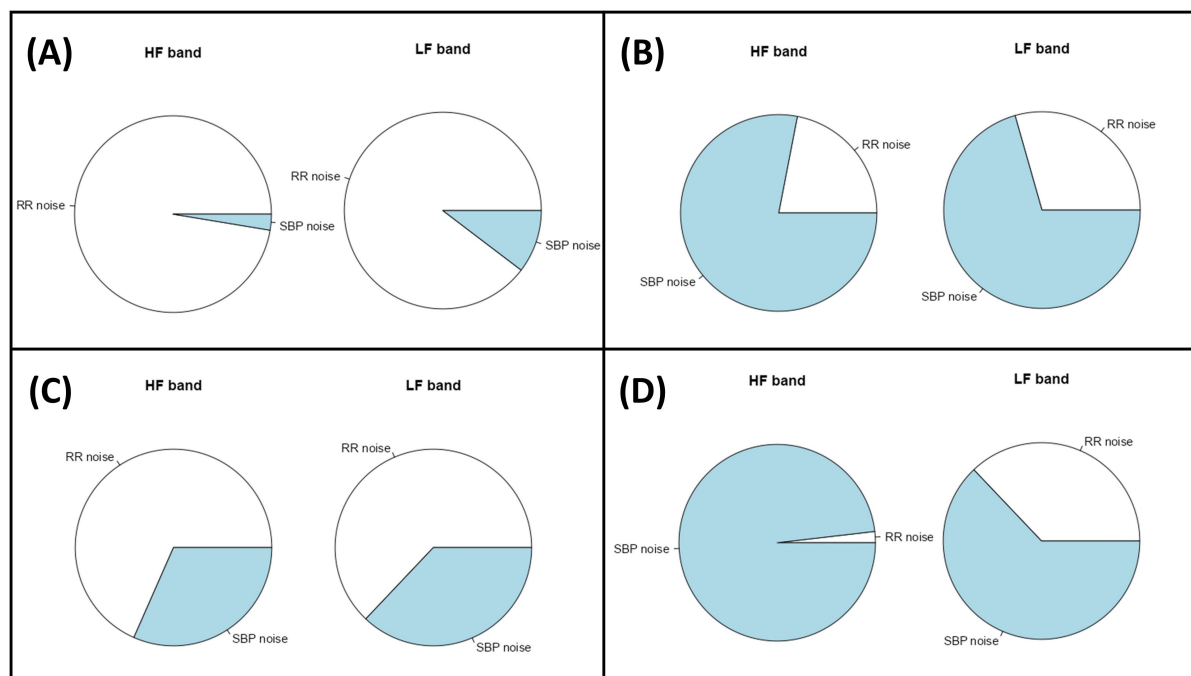 (A)
HF band
LF band
RR noise
SBP noise
RR noise
SBP noise
(B)
HF band
LF band
RR noise
SBP noise
RR noise
SBP noise
(C)
HF band
LF band
RR noise
SBP noise
RR noise
SBP noise
(D)
HF band
LF band
SBP noise
RR noise
RR noise
SBP noise